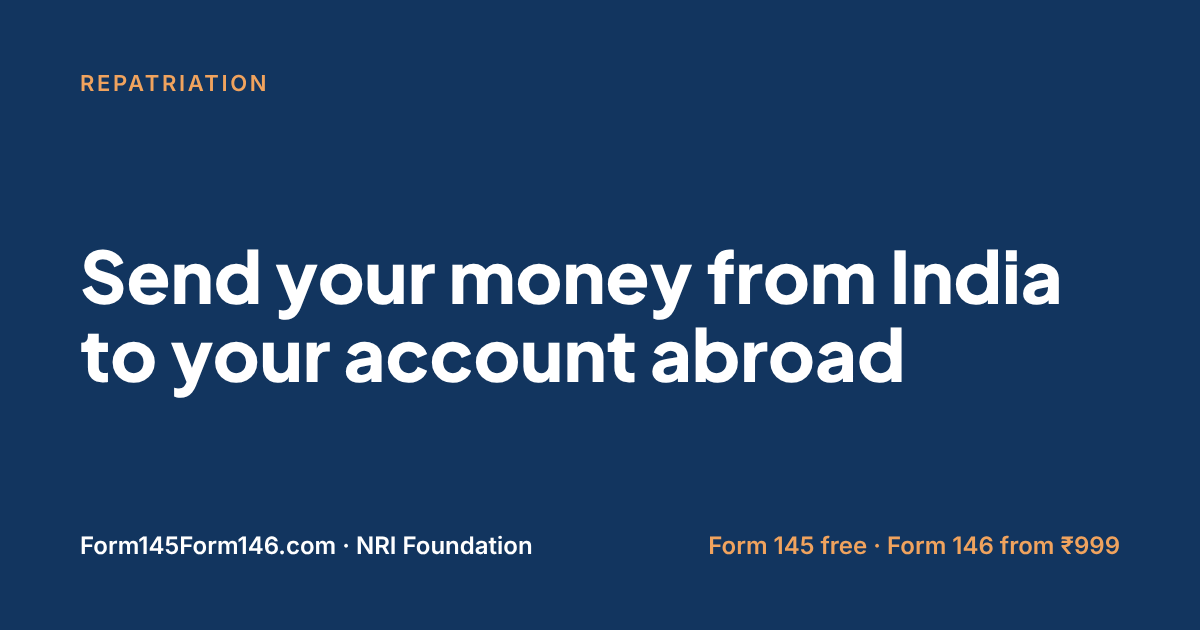 REPATRIATION
Send your money from India
to your account abroad
Form145Form146.com · NRI Foundation
Form 145 free · Form 146 from ₹999